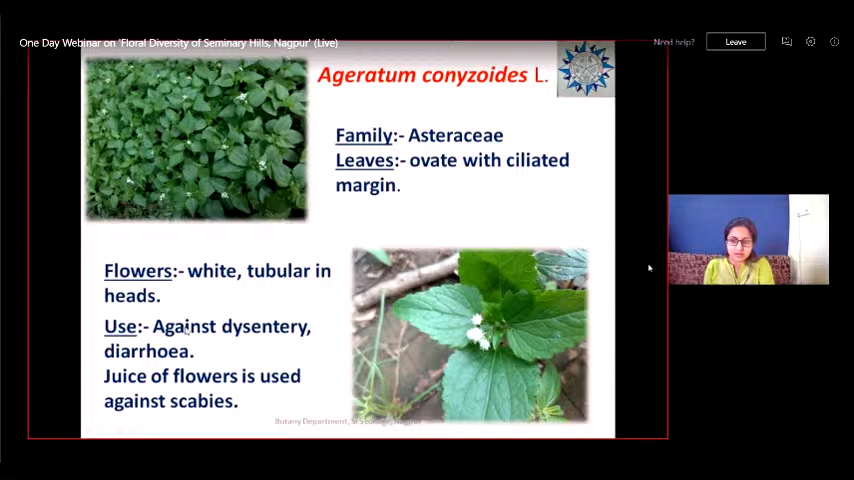 One Day Webinar on 'Floral Diversity of Seminary Hills, Nagpur' (Live)
Need help?
Leave
Ageratum conyzoides L.
Family:- Asteraceae
Leaves:- ovate with ciliated
margin.
Flowers:- white, tubular in
heads.
Use:- Against dysentery,
diarrhoea.
Juice of flowers is used
against scabies.
Botany Department, SFS College, Nagpur